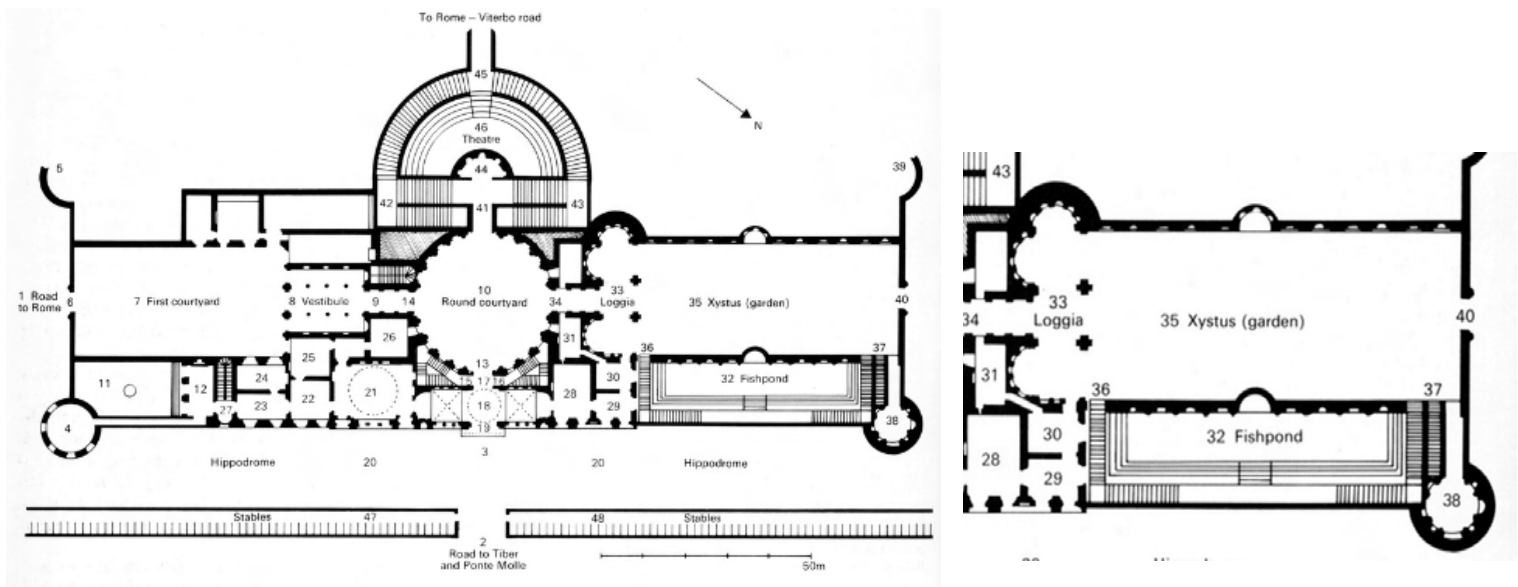 To Rome – Viterbo road
45
N
46
Theatre
5
44
39
42
41
43
1 Road
to Rome
6
7 First courtyard
8 Vestibule
9
14
10
Round courtyard
34
33
Loggia
35 Xystus (garden)
40
26
31
13
36
37
25
11
12
24
21
15
17
16
30
32 Fishpond
22
28
27
23
18
29
38
4
19
3
Hippodrome
20
20
Hippodrome
Stables
47
48
Stables
2
Road to Tiber
and Ponte Molle
50m
43
33
Loggia
34
35 Xystus (garden)
40
31
36
37
30
32 Fishpond
28
29
38